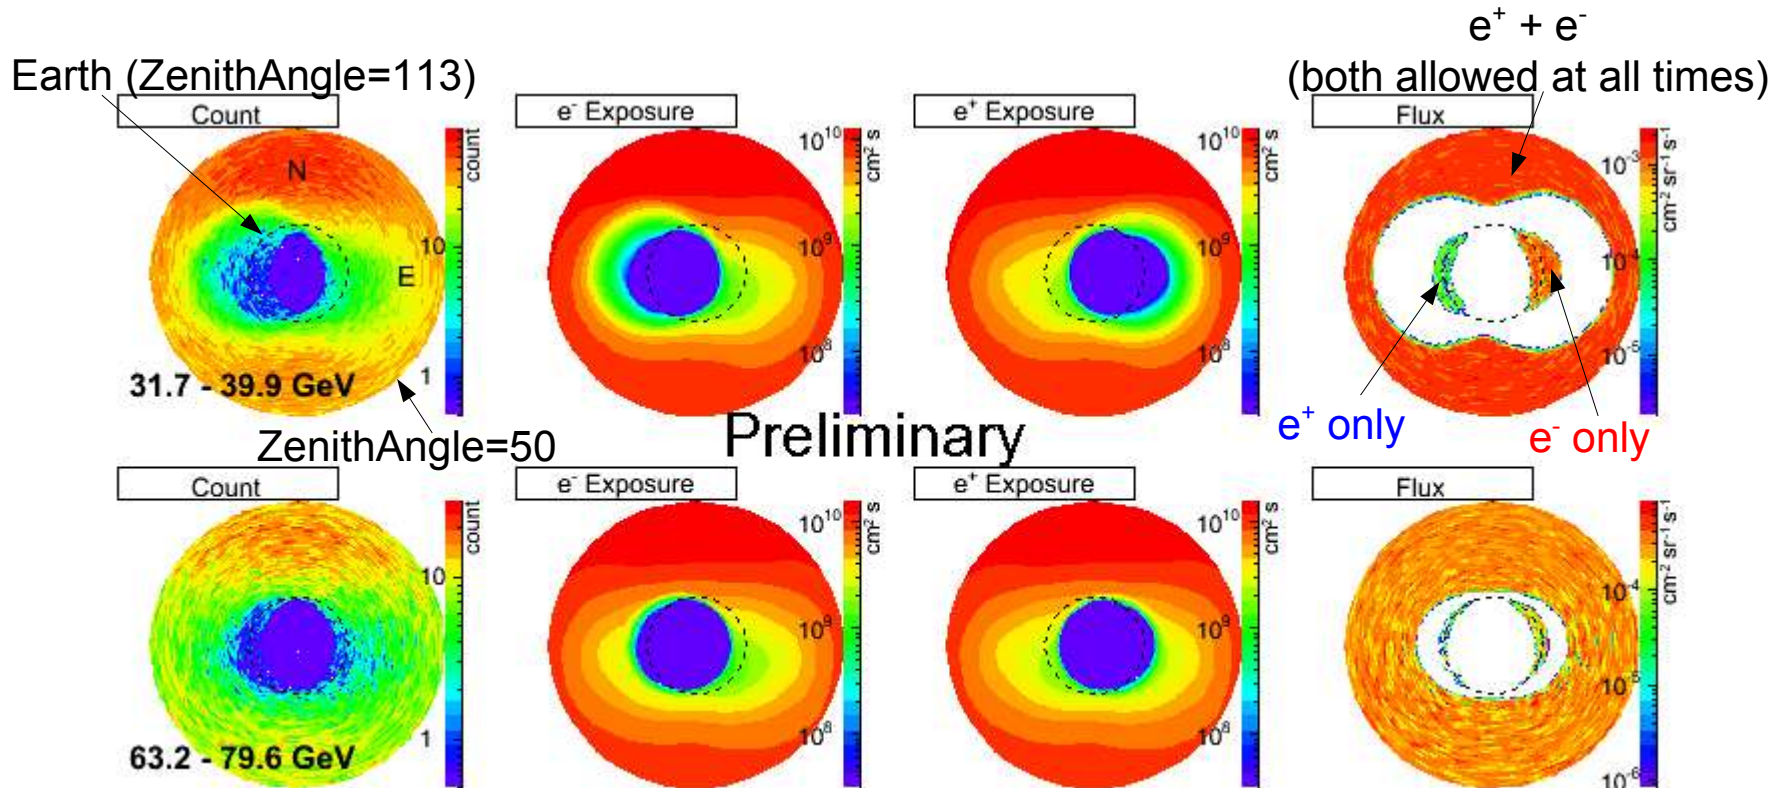 e⁺ + e⁻
(both allowed at all times)
Earth (ZenithAngle=113)
Count
e⁻ Exposure
e⁺ Exposure
Flux
N
E
count
10
1
10¹⁰
10⁹
10⁸
cm² s
10¹⁰
10⁹
10⁸
cm² s
10⁻³
10⁻⁴
10⁻⁵
cm⁻² sr⁻¹ s⁻¹
31.7 - 39.9 GeV
ZenithAngle=50
Preliminary
e⁺ only
e⁻ only
Count
e⁻ Exposure
e⁺ Exposure
Flux
count
10
1
10¹⁰
10⁹
10⁸
cm² s
10¹⁰
10⁹
10⁸
cm² s
10⁻⁴
10⁻⁵
10⁻⁶
cm⁻² sr⁻¹ s⁻¹
63.2 - 79.6 GeV